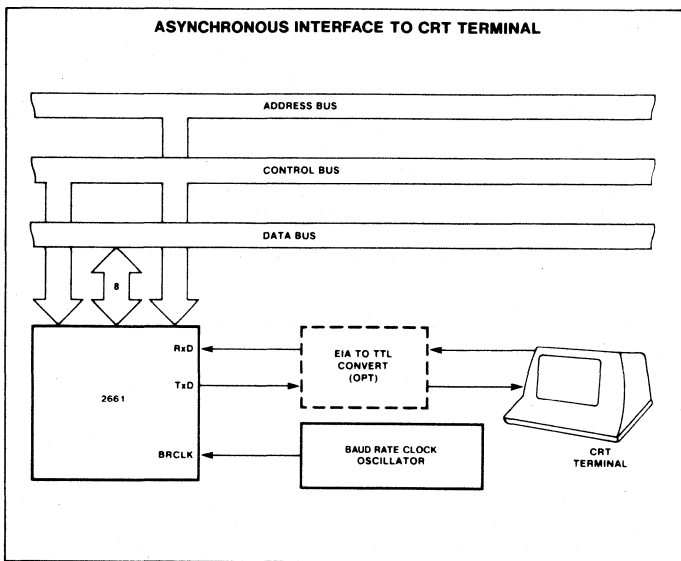 ASYNCHRONOUS INTERFACE TO CRT TERMINAL
ADDRESS BUS
CONTROL BUS
DATA BUS
8
RxD
TxD
2661
BRCLK
EIA TO TTL
CONVERT
(OPT)
BAUD RATE CLOCK
OSCILLATOR
CRT
TERMINAL